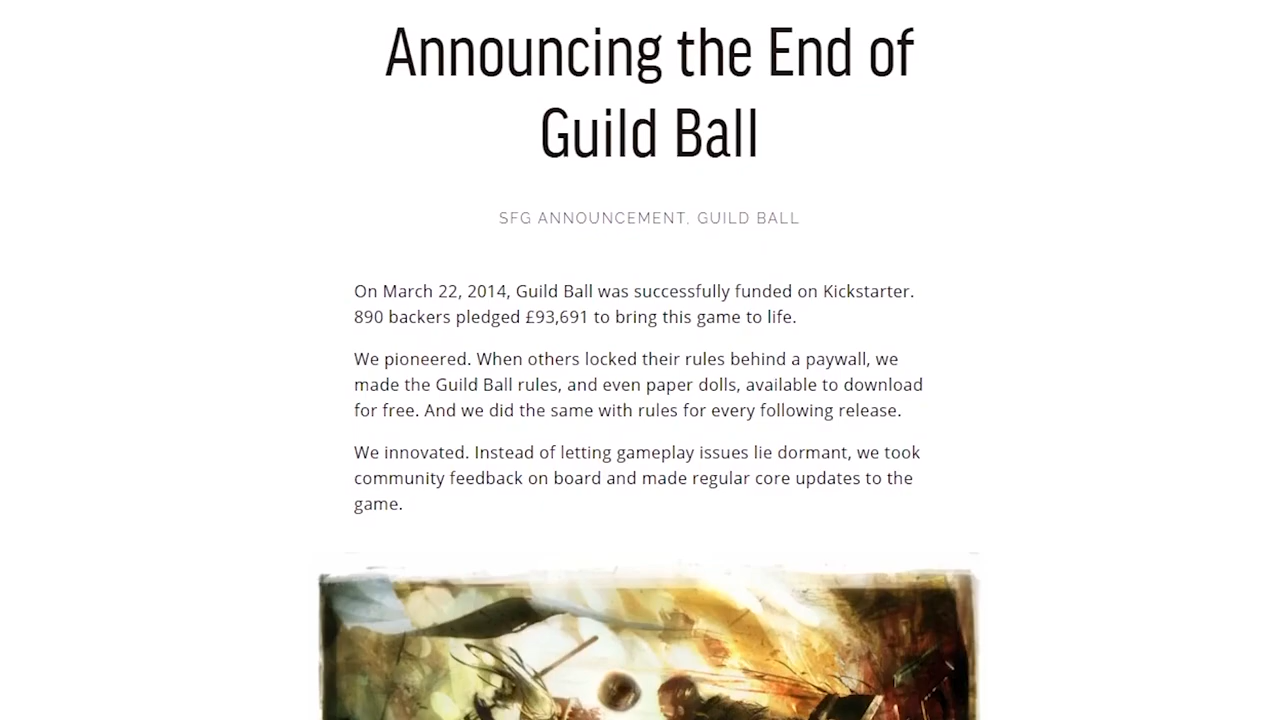 Announcing the End of
Guild Ball
SFG ANNOUNCEMENT, GUILD BALL
On March 22, 2014, Guild Ball was successfully funded on Kickstarter.
890 backers pledged £93,691 to bring this game to life.
We pioneered. When others locked their rules behind a paywall, we
made the Guild Ball rules, and even paper dolls, available to download
for free. And we did the same with rules for every following release.
We innovated. Instead of letting gameplay issues lie dormant, we took
community feedback on board and made regular core updates to the
game.